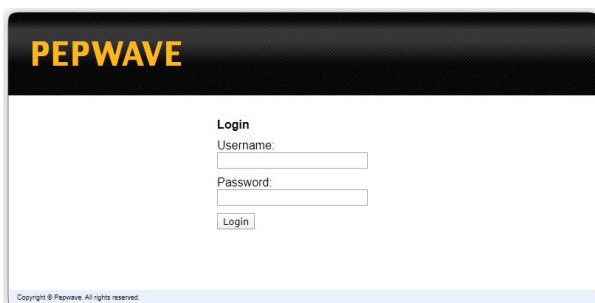 PEPWAVE
Login
Username:
Password:
Login
Copyright © Pepwave. All rights reserved.